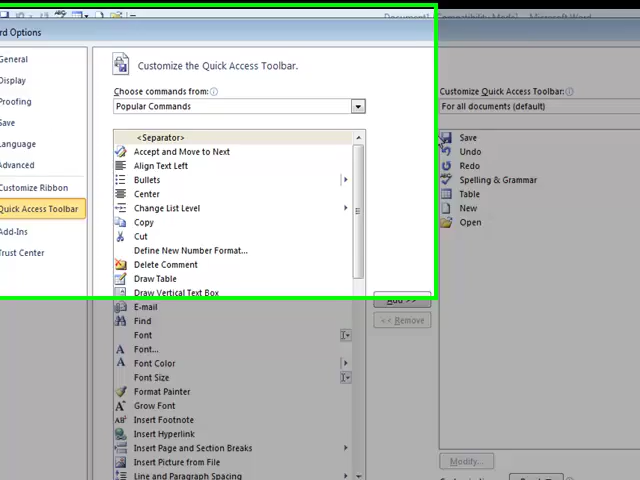 Document1 [Compatibility Mode] - Microsoft Word
rd Options
General
Display
Proofing
Save
Language
Advanced
Customize Ribbon
Quick Access Toolbar
Add-Ins
Trust Center
Customize the Quick Access Toolbar.
Choose commands from:
Popular Commands
<Separator>
Accept and Move to Next
Align Text Left
Bullets
Center
Change List Level
Copy
Cut
Define New Number Format...
Delete Comment
Draw Table
Draw Vertical Text Box
E-mail
Find
Font
Font...
Font Color
Font Size
Format Painter
Grow Font
Insert Footnote
Insert Hyperlink
Insert Page and Section Breaks
Insert Picture from File
Line and Paragraph Spacing
Add >>
<< Remove
Customize Quick Access Toolbar:
For all documents (default)
Save
Undo
Redo
Spelling & Grammar
Table
New
Open
Modify...